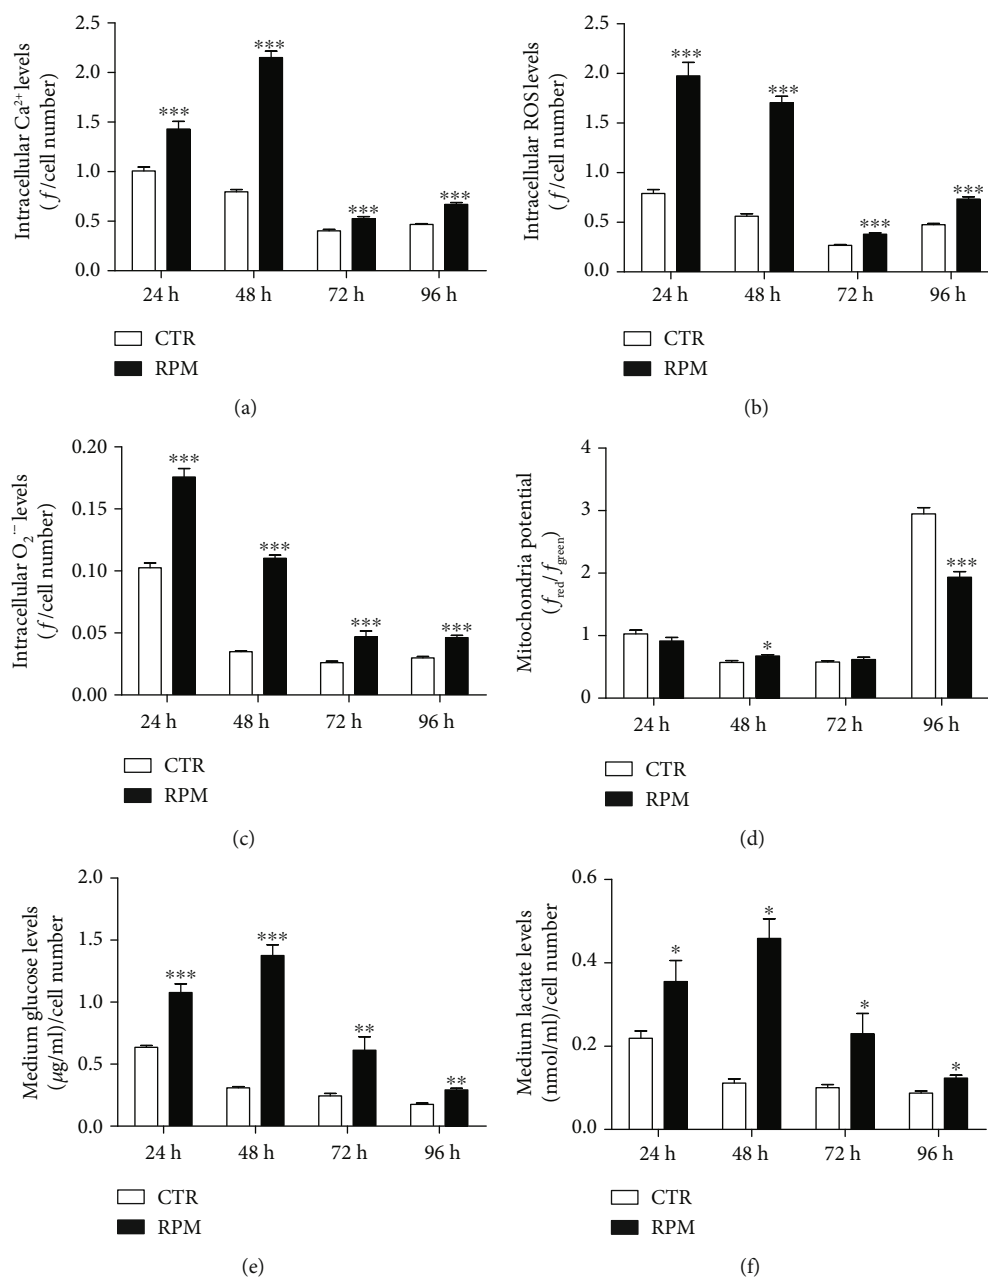 Intracellular Ca²⁺ levels
(f/cell number)
2.5
2.0
1.5
1.0
0.5
0.0
***
***
***
***
24 h 48 h 72 h 96 h
CTR
RPM
(a)
Intracellular ROS levels
(f/cell number)
2.5
2.0
1.5
1.0
0.5
0.0
***
***
***
***
24 h 48 h 72 h 96 h
CTR
RPM
(b)
Intracellular O₂·⁻ levels
(f/cell number)
0.20
0.15
0.10
0.05
0.00
***
***
***
***
24 h 48 h 72 h 96 h
CTR
RPM
(c)
Mitochondria potential
(f_red/f_green)
4
3
2
1
0
*
***
24 h 48 h 72 h 96 h
CTR
RPM
(d)
Medium glucose levels
(μg/ml)/cell number
2.0
1.5
1.0
0.5
0.0
***
***
**
**
24 h 48 h 72 h 96 h
CTR
RPM
(e)
Medium lactate levels
(nmol/ml)/cell number
0.6
0.4
0.2
0.0
*
*
*
*
24 h 48 h 72 h 96 h
CTR
RPM
(f)